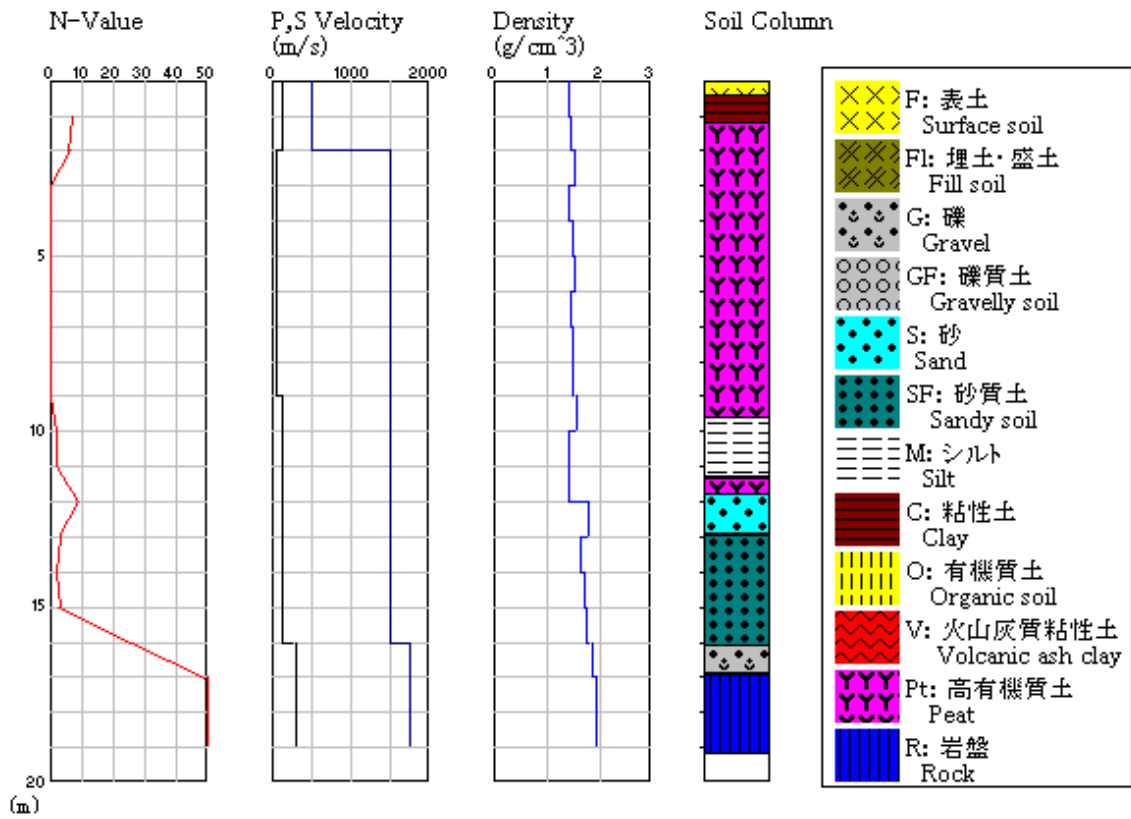 N-Value
P,S Velocity
(m/s)
Density
(g/cm^3)
Soil Column
0 10 20 30 40 50
0 1000 2000
0 1 2 3
5
10
15
20
(m)
F: 表土
Surface soil
Fl: 埋土・盛土
Fill soil
G: 礫
Gravel
GF: 礫質土
Gravelly soil
S: 砂
Sand
SF: 砂質土
Sandy soil
M: シルト
Silt
C: 粘性土
Clay
O: 有機質土
Organic soil
V: 火山灰質粘性土
Volcanic ash clay
Pt: 高有機質土
Peat
R: 岩盤
Rock